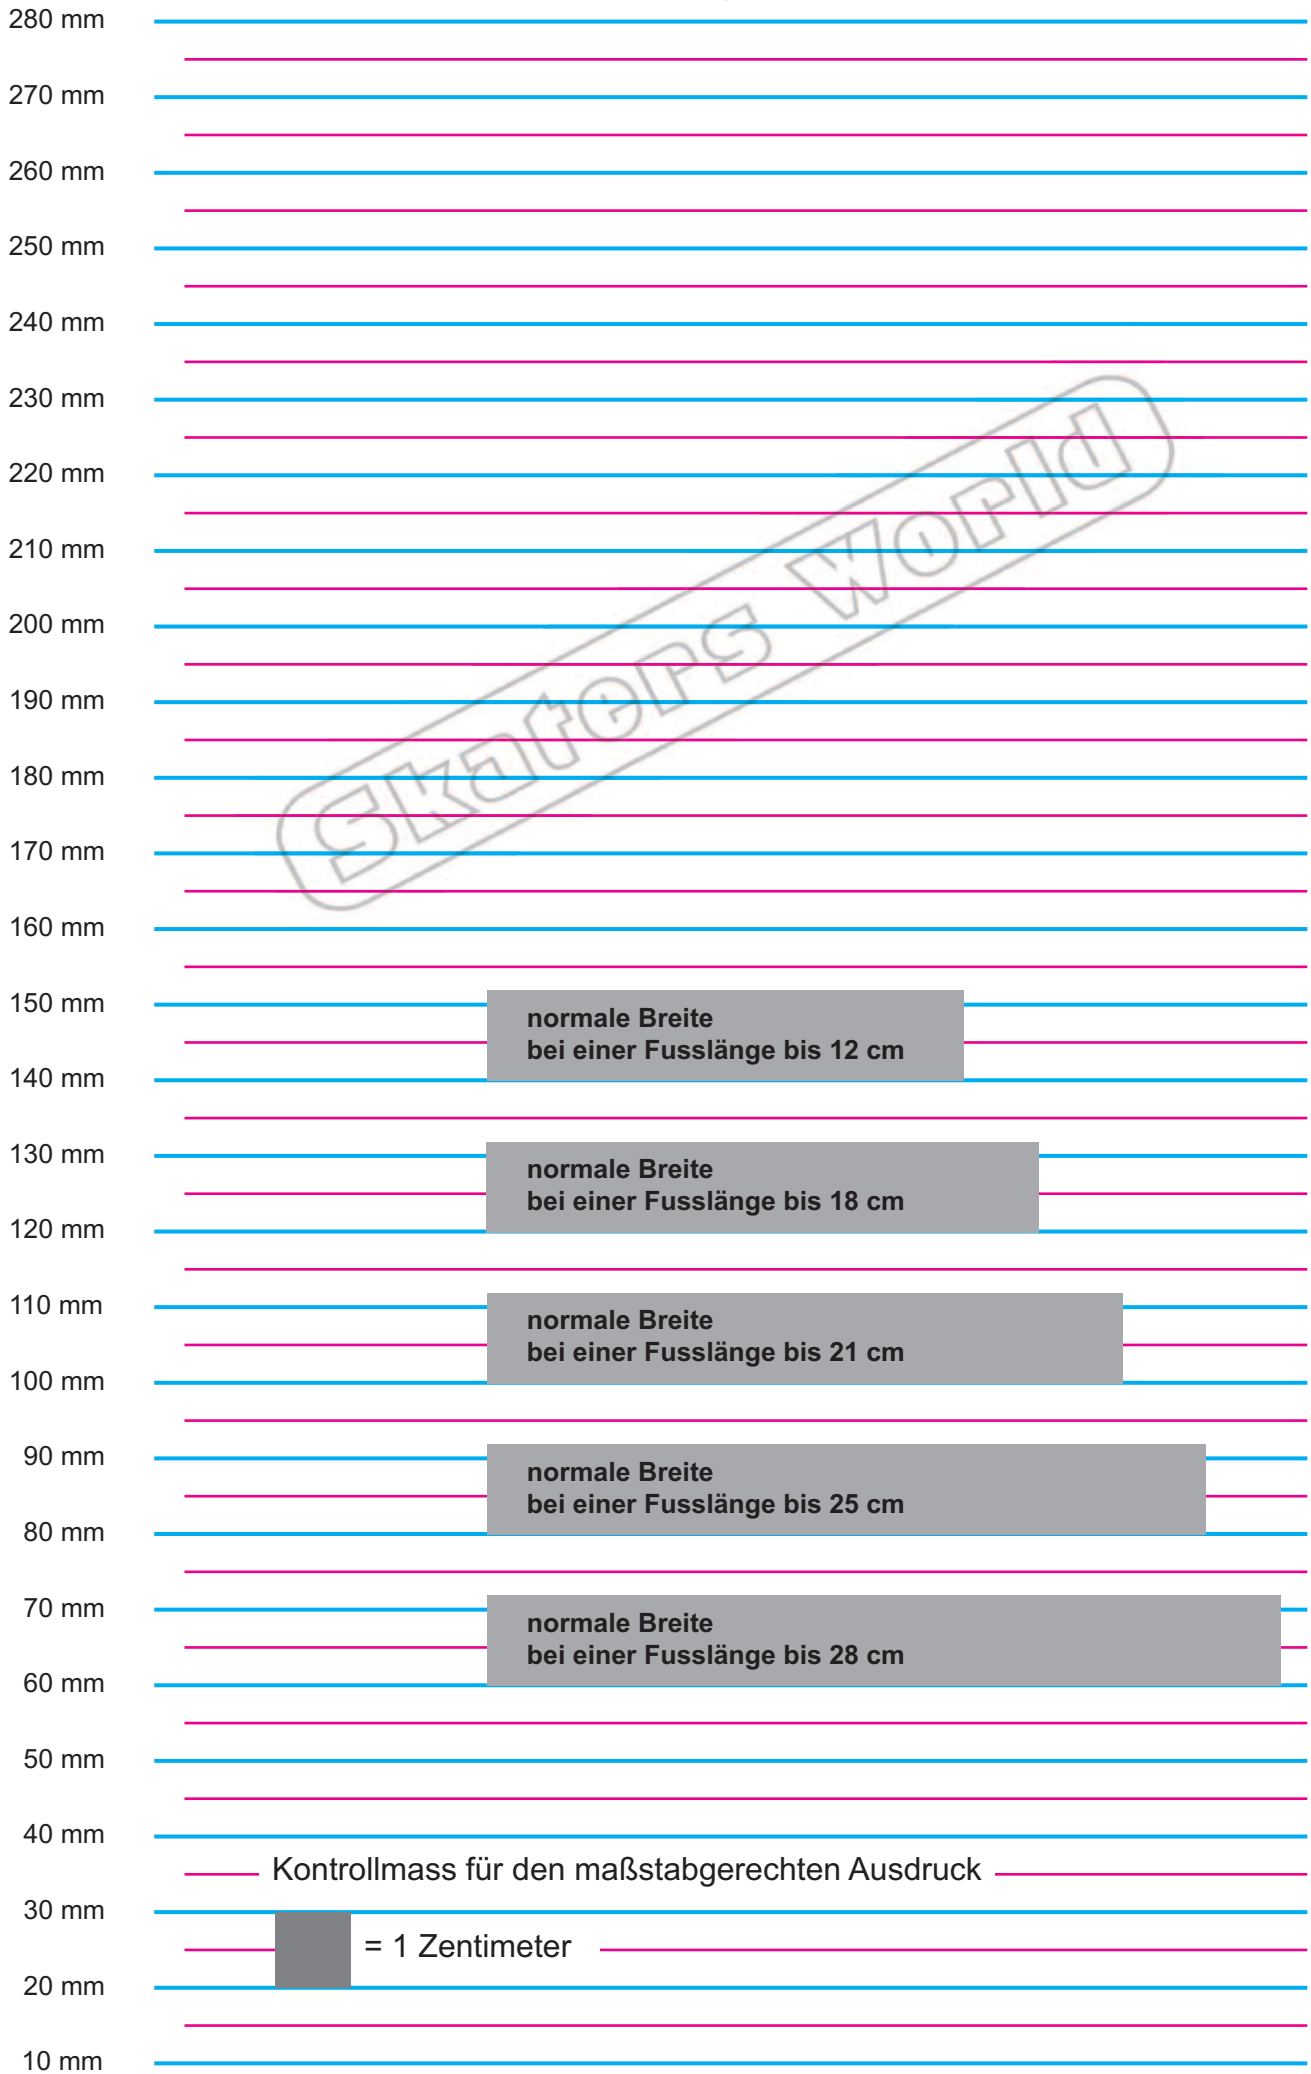 280 mm
270 mm
260 mm
250 mm
240 mm
230 mm
220 mm
210 mm
200 mm
190 mm
180 mm
170 mm
160 mm
Skaters World
150 mm
normale Breite
bei einer Fusslänge bis 12 cm
140 mm
130 mm
normale Breite
bei einer Fusslänge bis 18 cm
120 mm
110 mm
normale Breite
bei einer Fusslänge bis 21 cm
100 mm
90 mm
normale Breite
bei einer Fusslänge bis 25 cm
80 mm
70 mm
normale Breite
bei einer Fusslänge bis 28 cm
60 mm
50 mm
40 mm
Kontrollmass für den maßstabgerechten Ausdruck
30 mm
= 1 Zentimeter
20 mm
10 mm